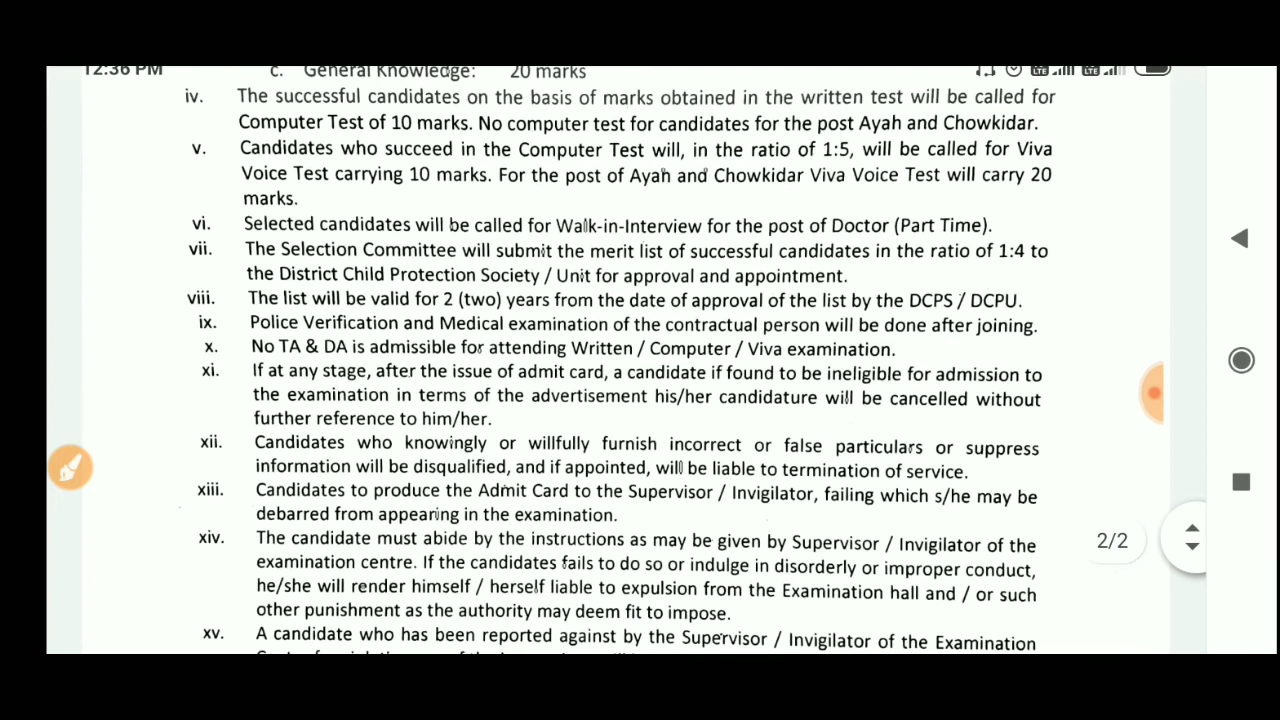 12:36 PM
c. General Knowledge: 20 marks
iv. The successful candidates on the basis of marks obtained in the written test will be called for
Computer Test of 10 marks. No computer test for candidates for the post Ayah and Chowkidar.
v. Candidates who succeed in the Computer Test will, in the ratio of 1:5, will be called for Viva
Voice Test carrying 10 marks. For the post of Ayah and Chowkidar Viva Voice Test will carry 20
marks.
vi. Selected candidates will be called for Walk-in-Interview for the post of Doctor (Part Time).
vii. The Selection Committee will submit the merit list of successful candidates in the ratio of 1:4 to
the District Child Protection Society / Unit for approval and appointment.
viii. The list will be valid for 2 (two) years from the date of approval of the list by the DCPS / DCPU.
ix. Police Verification and Medical examination of the contractual person will be done after joining.
x. No TA & DA is admissible for attending Written / Computer / Viva examination.
xi. If at any stage, after the issue of admit card, a candidate if found to be ineligible for admission to
the examination in terms of the advertisement his/her candidature will be cancelled without
further reference to him/her.
xii. Candidates who knowingly or willfully furnish incorrect or false particulars or suppress
information will be disqualified, and if appointed, will be liable to termination of service.
xiii. Candidates to produce the Admit Card to the Supervisor / Invigilator, failing which s/he may be
debarred from appearing in the examination.
xiv. The candidate must abide by the instructions as may be given by Supervisor / Invigilator of the
examination centre. If the candidates fails to do so or indulge in disorderly or improper conduct,
he/she will render himself / herself liable to expulsion from the Examination hall and / or such
other punishment as the authority may deem fit to impose.
2/2
xv. A candidate who has been reported against by the Supervisor / Invigilator of the Examination